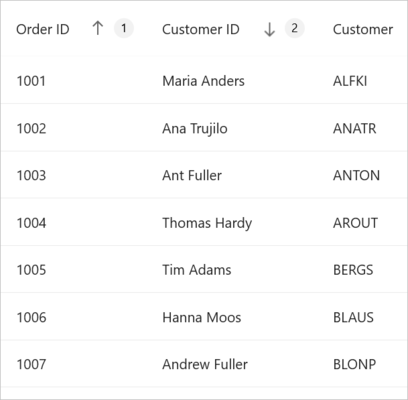 Order ID 1 Customer ID 2 Customer
1001 Maria Anders ALFKI
1002 Ana Trujilo ANATR
1003 Ant Fuller ANTON
1004 Thomas Hardy AROUT
1005 Tim Adams BERGS
1006 Hanna Moos BLAUS
1007 Andrew Fuller BLONP